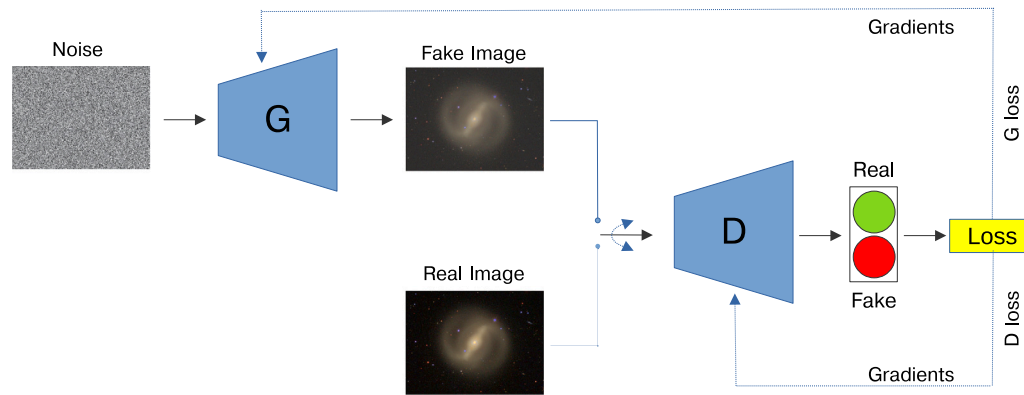 Gradients
Noise
Fake Image
G
G loss
Real
D
Loss
Real Image
Fake
D loss
Gradients